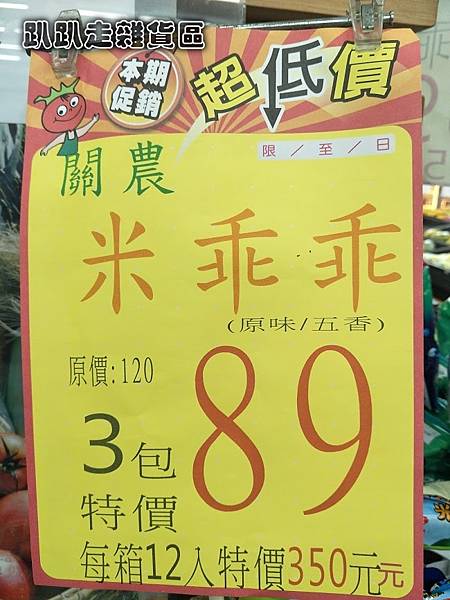 趴趴走雜貨區
本期
促銷
超低價
限 / 至 / 日
關農
米乖乖
(原味/五香)
原價:120
3包
特價
89
每箱12入特價350元元